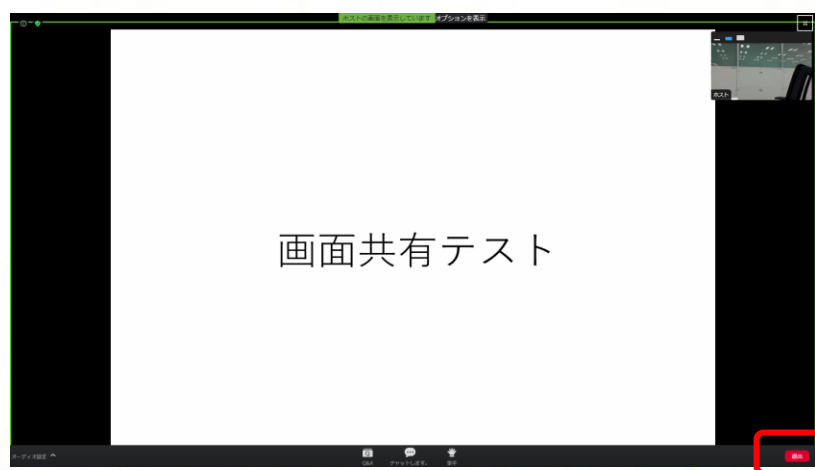 ホストの画面を表示しています オプションを表示
ホスト
画面共有テスト
オーディオ設定
Q&A
チャットします。
挙手
退出